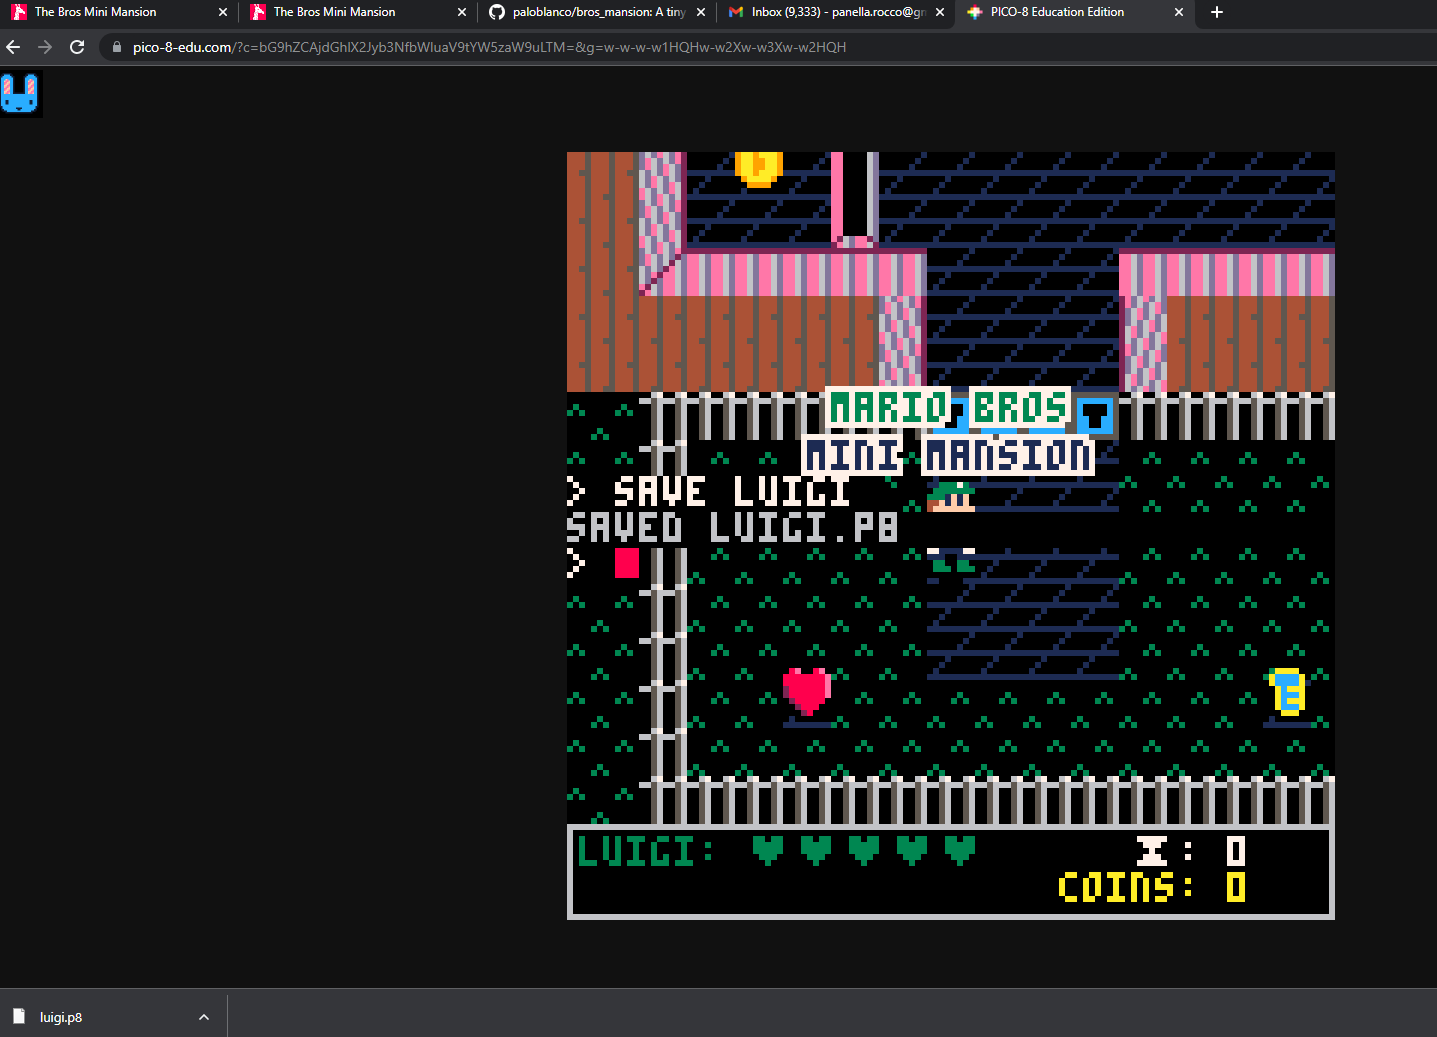 The Bros Mini Mansion
The Bros Mini Mansion
paloblanco/bros_mansion: A tiny
Inbox (9,333) - panella.rocco@gm
PICO-8 Education Edition
pico-8-edu.com/?c=bG9hZCAjdGhlX2Jyb3NfbWluaV9tYW5zaW9uLTM=&g=w-w-w-w1HQHw-w2Xw-w3Xw-w2HQH
MARIO BROS
MINI MANSION
> SAVE LUIGI
SAVED LUIGI.P8
>
E
LUIGI: X: 0
COINS: 0
luigi.p8